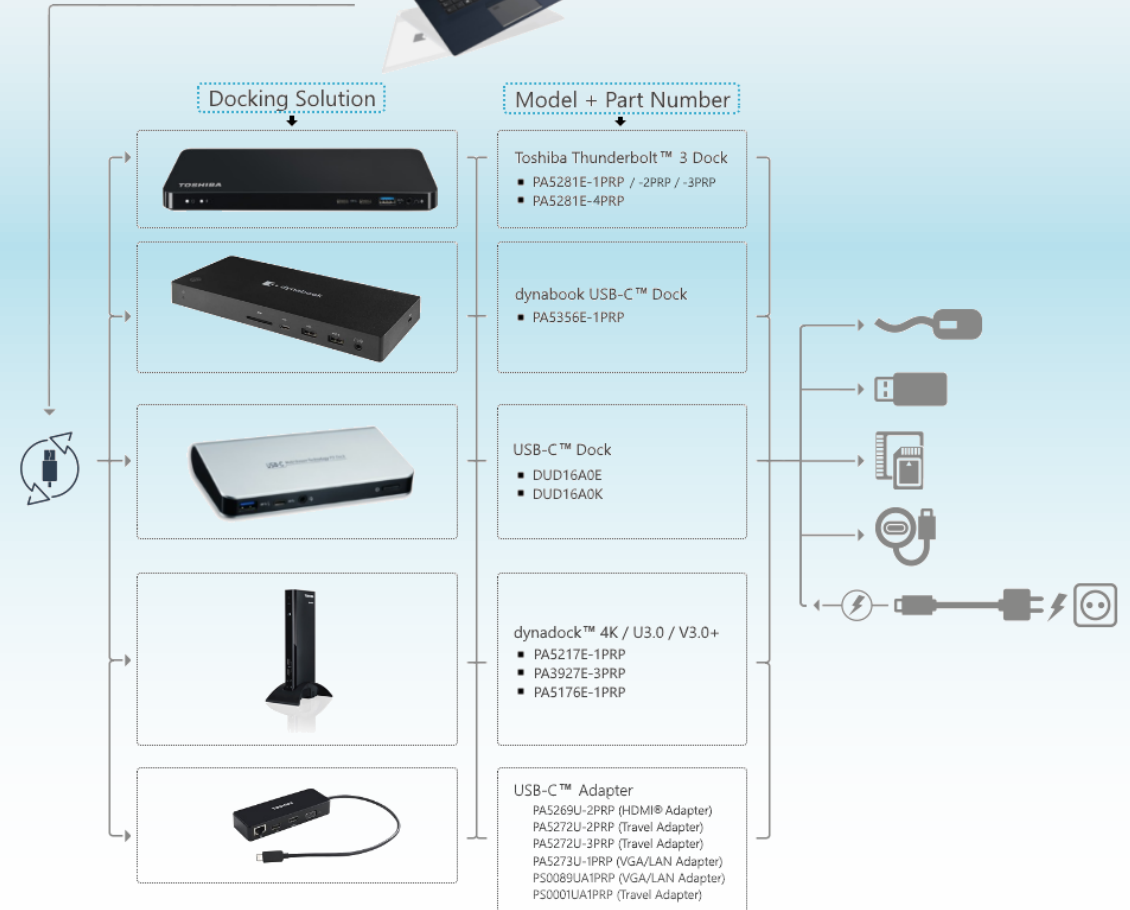 Docking Solution
Model + Part Number
TOSHIBA
Toshiba Thunderbolt™ 3 Dock
▪ PA5281E-1PRP / -2PRP / -3PRP
▪ PA5281E-4PRP
dynabook
dynabook USB-C™ Dock
▪ PA5356E-1PRP
USB-C™ Dock
▪ DUD16A0E
▪ DUD16A0K
dynadock™ 4K / U3.0 / V3.0+
▪ PA5217E-1PRP
▪ PA3927E-3PRP
▪ PA5176E-1PRP
TOSHIBA
USB-C™ Adapter
PA5269U-2PRP (HDMI® Adapter)
PA5272U-2PRP (Travel Adapter)
PA5272U-3PRP (Travel Adapter)
PA5273U-1PRP (VGA/LAN Adapter)
PS0089UA1PRP (VGA/LAN Adapter)
PS0001UA1PRP (Travel Adapter)